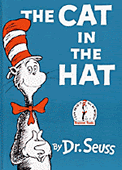 THE CAT
IN THE
HAT
By Dr. Seuss